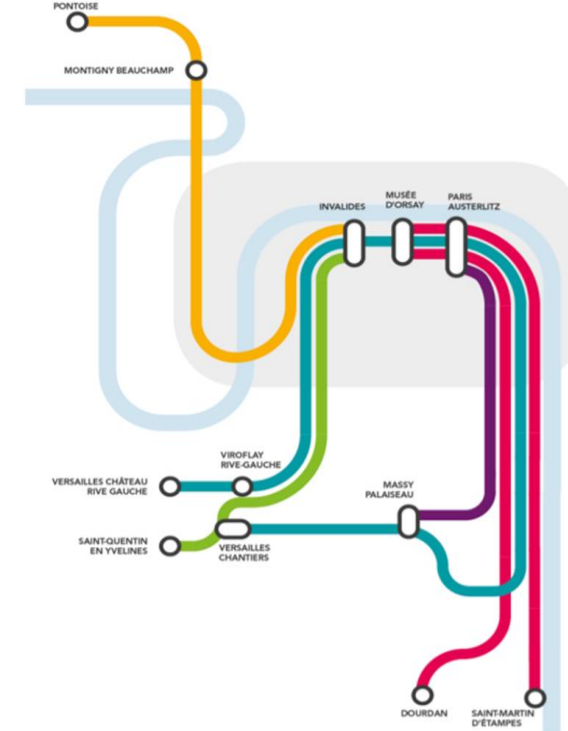 PONTOISE
MONTIGNY BEAUCHAMP
INVALIDES
MUSÉE
D'ORSAY
PARIS
AUSTERLITZ
VIROFLAY
RIVE-GAUCHE
VERSAILLES CHÂTEAU
RIVE GAUCHE
MASSY
PALAISEAU
SAINT-QUENTIN
EN YVELINES
VERSAILLES
CHANTIERS
DOURDAN
SAINT-MARTIN
D'ÉTAMPES